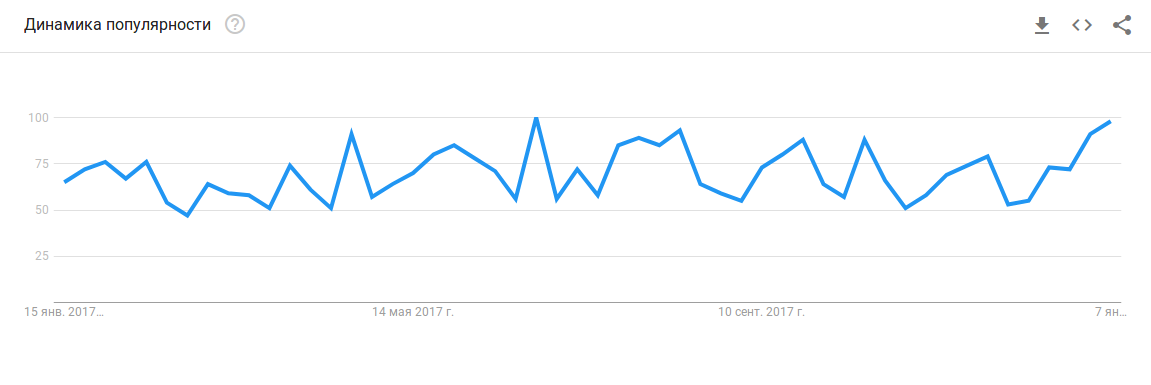 Динамика популярности ?
100
75
50
25
15 янв. 2017…
14 мая 2017 г.
10 сент. 2017 г.
7 ян…